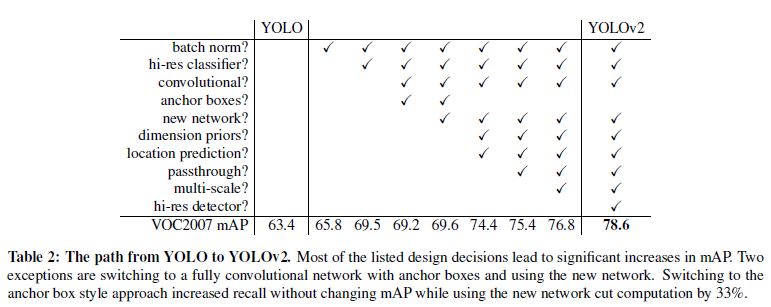 YOLO YOLOv2
batch norm? ✓ ✓ ✓ ✓ ✓ ✓ ✓ ✓
hi-res classifier? ✓ ✓ ✓ ✓ ✓ ✓ ✓
convolutional? ✓ ✓ ✓ ✓ ✓ ✓
anchor boxes? ✓ ✓
new network? ✓ ✓ ✓ ✓ ✓
dimension priors? ✓ ✓ ✓ ✓
location prediction? ✓ ✓ ✓ ✓
passthrough? ✓ ✓ ✓
multi-scale? ✓ ✓
hi-res detector? ✓
VOC2007 mAP 63.4 65.8 69.5 69.2 69.6 74.4 75.4 76.8 78.6
Table 2: The path from YOLO to YOLOv2. Most of the listed design decisions lead to significant increases in mAP. Two
exceptions are switching to a fully convolutional network with anchor boxes and using the new network. Switching to the
anchor box style approach increased recall without changing mAP while using the new network cut computation by 33%.